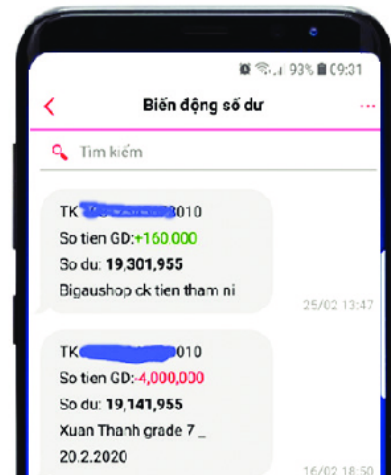 93% 09:31
Biến động số dư
Tìm kiếm
TK 8010
So tien GD:+160,000
So du: 19,301,955
Bigaushop ck tien tham ni
25/02 13:47
TK 010
So tien GD:-4,000,000
So du: 19,141,955
Xuan Thanh grade 7 _
20.2.2020
16/02 18:50